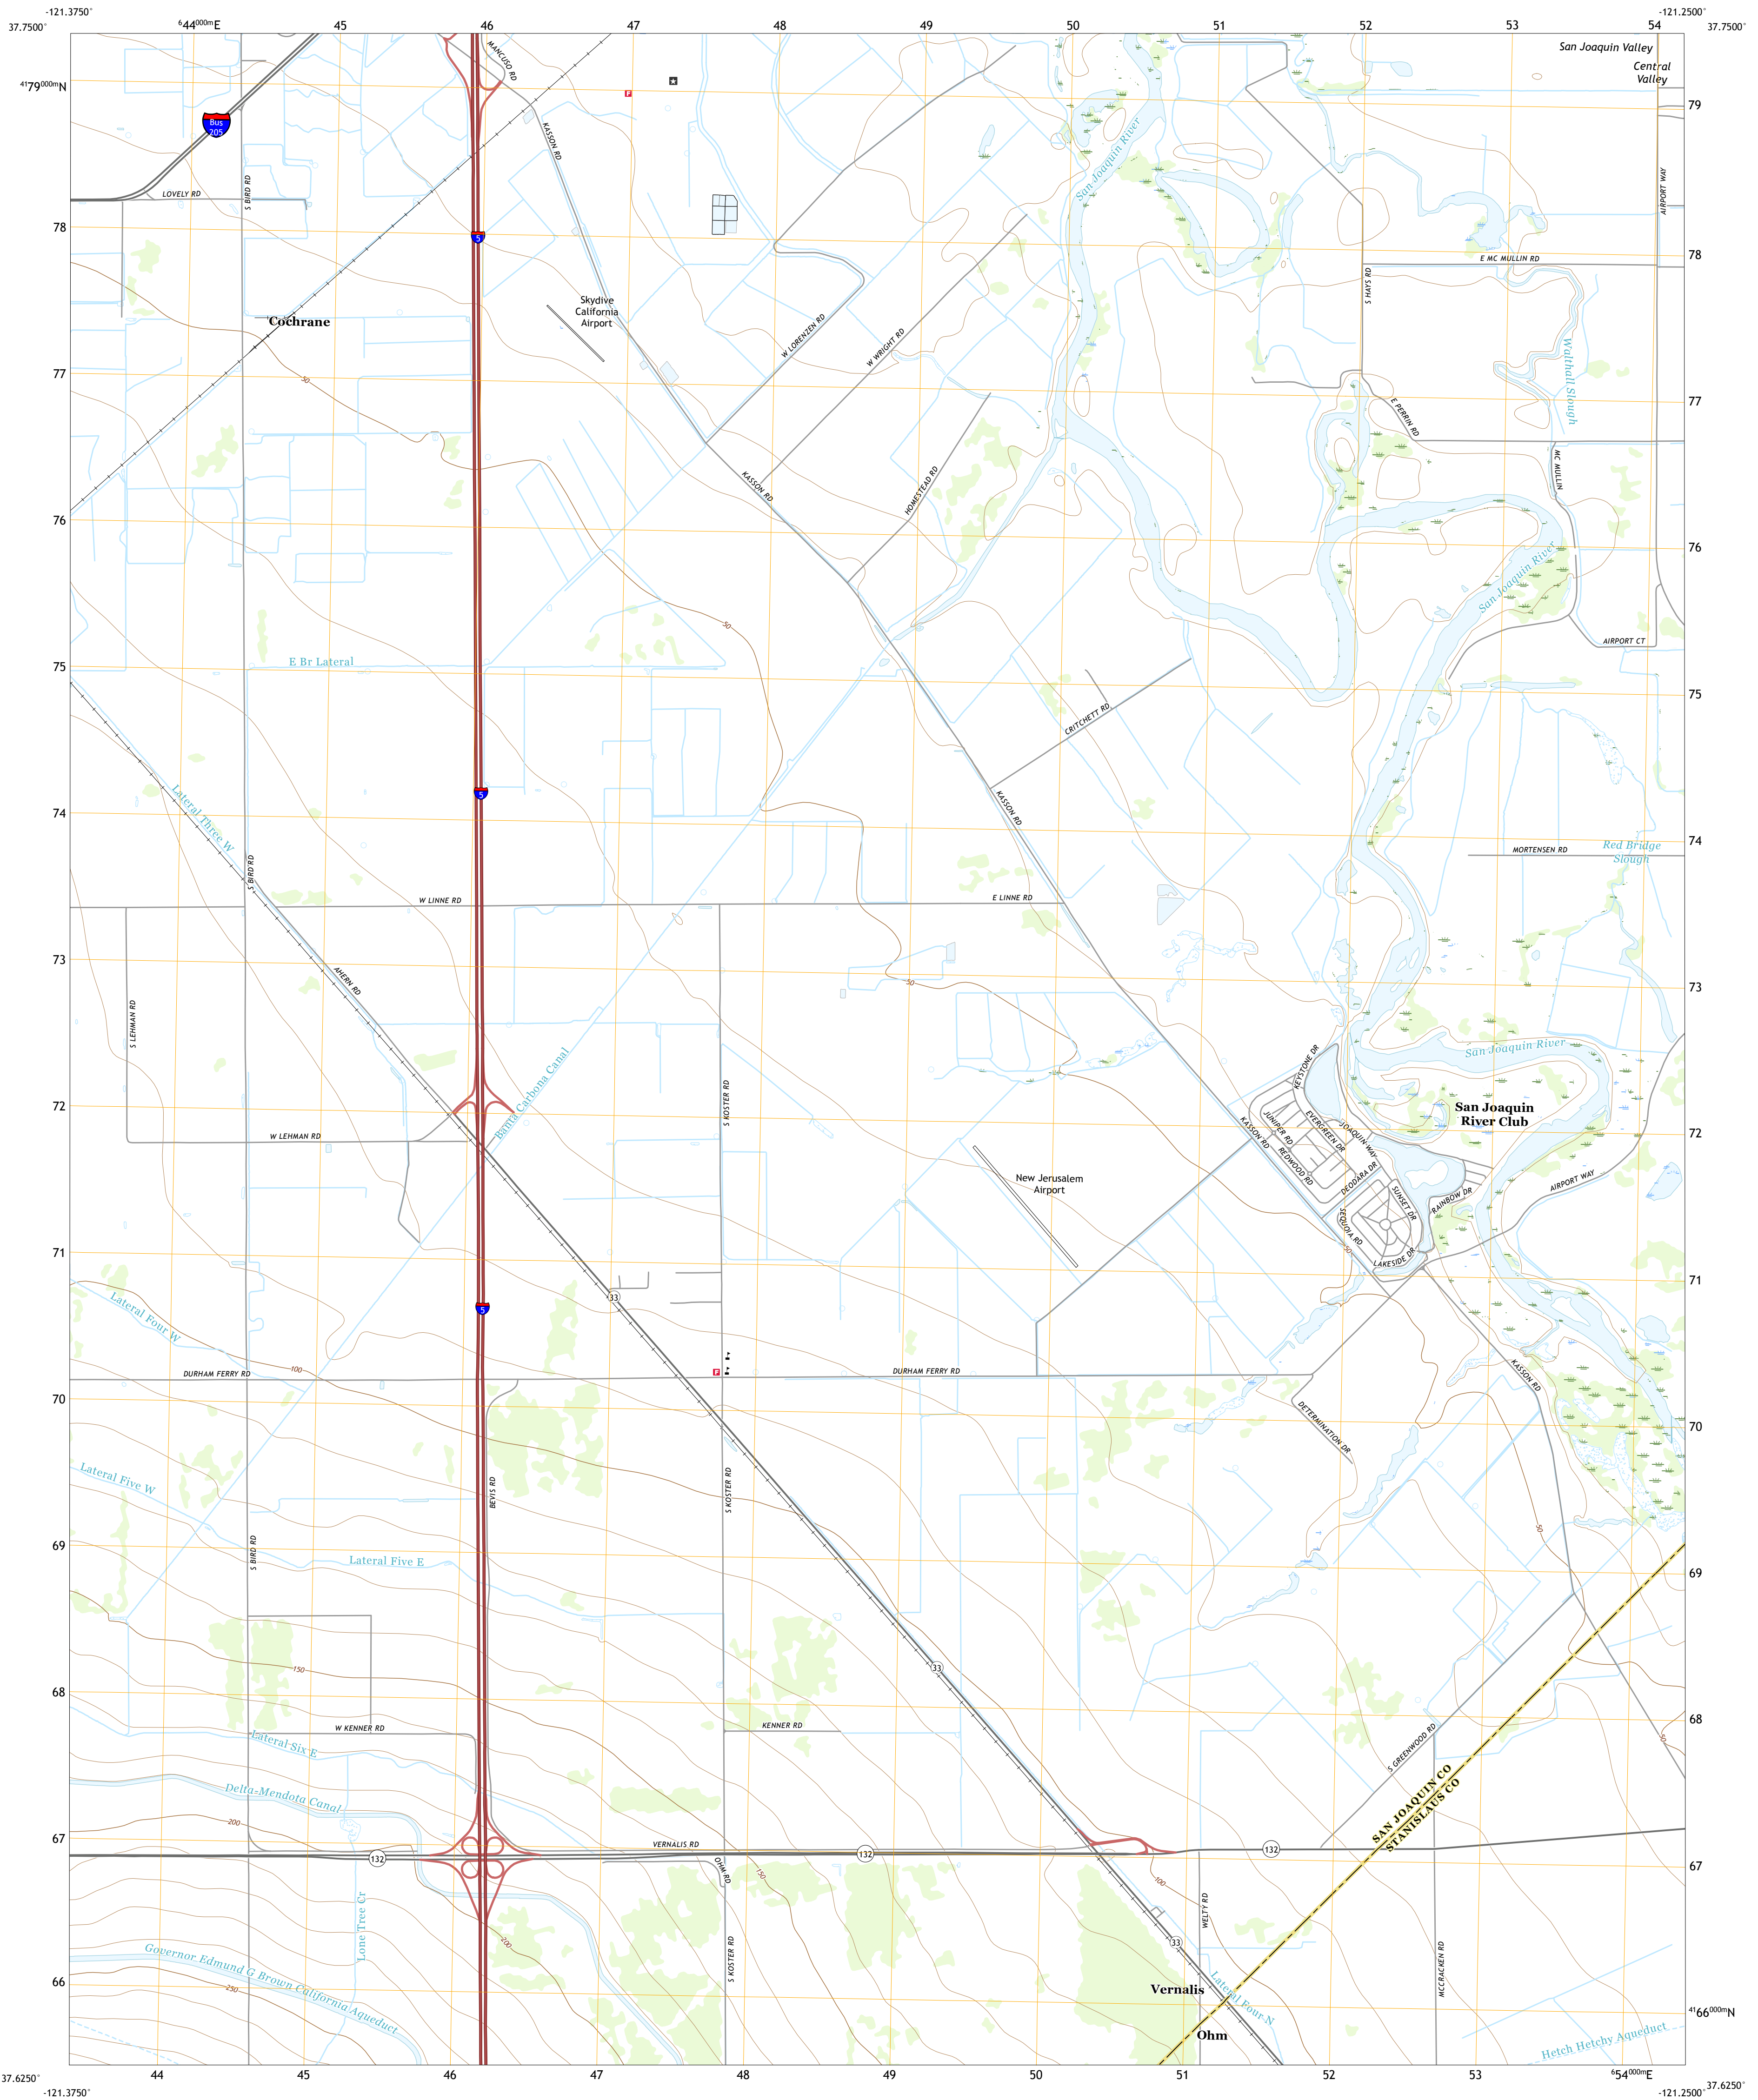 -121.3750°
-121.2500°
37.7500°
⁶44⁰⁰⁰ᵐE
45
46
47
48
49
50
51
52
53
54
37.7500°
San Joaquin Valley
Central
Valley
MANCUSO RD
⁴¹79⁰⁰⁰ᵐN
79
Bus
205
KASSON RD
San Joaquin River
LOVELY RD
S BIRD RD
AIRPORT WAY
78
5
78
E MC MULLIN RD
S HAYS RD
Skydive
California
Airport
Cochrane
W LORENZEN RD
W WRIGHT RD
Walthall Slough
77
50
77
E PERRIN RD
KASSON RD
HOMESTEAD RD
MC MULLIN
76
76
San Joaquin River
50
AIRPORT CT
75
E Br Lateral
75
CRITCHETT RD
Lateral Three W
5
KASSON RD
74
74
MORTENSEN RD
Red Bridge
Slough
S BIRD RD
W LINNE RD
E LINNE RD
73
AHERN RD
50
73
S LEHMAN RD
San Joaquin River
KEYSTONE DR
Banta Carbona Canal
S KOSTER RD
72
San Joaquin
River Club
W LEHMAN RD
KASSON RD
JUNIPER RD
EVERGREEN DR
JOAQUIN WAY
72
REDWOOD RD
DEODARA DR
New Jerusalem
Airport
SUNSET DR
RAINBOW DR
AIRPORT WAY
SEQUOIA RD
50
LAKESIDE DR
71
71
Lateral Four W
33
5
100
DURHAM FERRY RD
F
DURHAM FERRY RD
KASSON RD
70
DETERMINATION DR
70
Lateral Five W
BEVIS RD
S KOSTER RD
50
69
S BIRD RD
Lateral Five E
69
150
33
68
W KENNER RD
KENNER RD
68
Lateral Six E
50
S GREENWOOD RD
Delta-Mendota Canal
SAN JOAQUIN CO
STANISLAUS CO
200
67
VERNALIS RD
132
132
132
67
OHM RD
150
100
Lone Tree Cr
WELTY RD
200
33
S KOSTER RD
MCCRACKEN RD
Governor Edmund G Brown California Aqueduct
66
250
Vernalis
Lateral Four N
⁴¹66⁰⁰⁰ᵐN
Ohm
Hetch Hetchy Aqueduct
37.6250°
44
45
46
47
48
49
50
51
52
53
⁶54⁰⁰⁰ᵐE
37.6250°
-121.3750°
-121.2500°